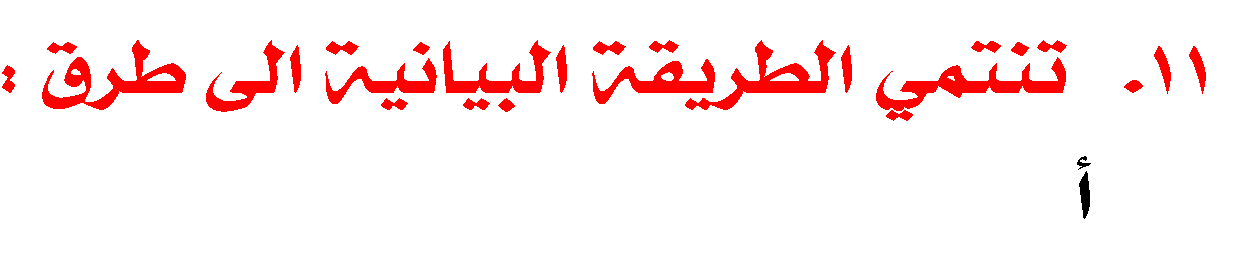 ١١. تنتمي الطريقة البيانية الى طرق :
أ